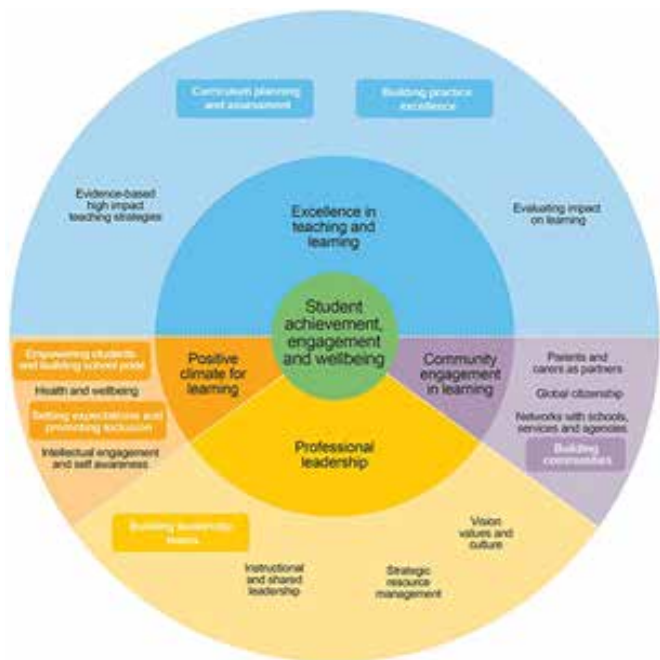 Curriculum planning
and assessment
Building practice
excellence
Evidence-based
high impact
teaching strategies
Excellence in
teaching and
learning
Evaluating impact
on learning
Student
achievement,
engagement
and wellbeing
Empowering students
and building school pride
Health and wellbeing
Setting expectations and
promoting inclusion
Intellectual engagement
and self awareness
Positive
climate for
learning
Community
engagement
in learning
Parents and
carers as partners
Global citizenship
Networks with schools,
services and agencies
Building
communities
Professional
leadership
Building leadership
teams
Instructional
and shared
leadership
Strategic
resource
management
Vision
values and
culture